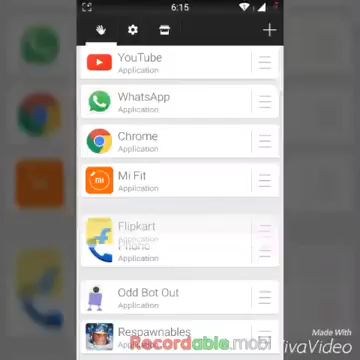 6:15
YouTube
Application
WhatsApp
Application
Chrome
Application
Mi Fit
Application
Flipkart
Application
Phone
Application
Odd Bot Out
Application
Respawnables
Application
Recordable.mobi
Made With
VivaVideo